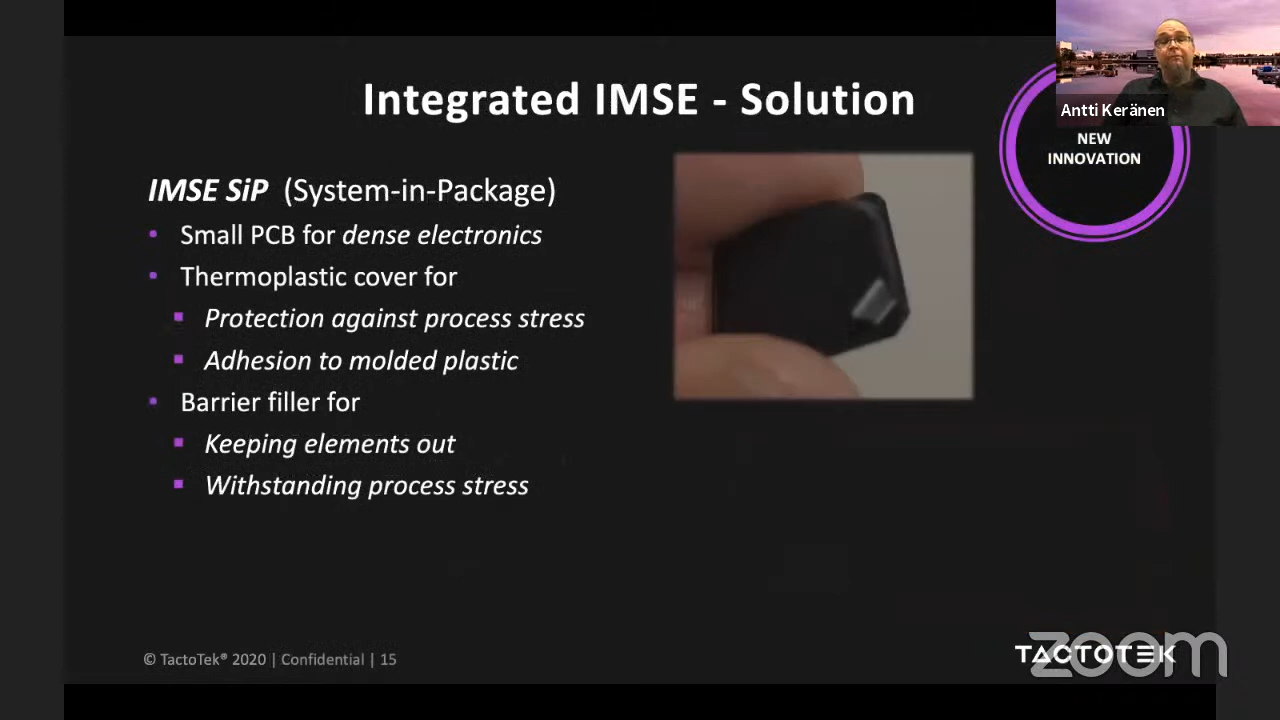 Integrated IMSE - Solution
Antti Keränen
NEW
INNOVATION
IMSE SiP (System-in-Package)
• Small PCB for dense electronics
• Thermoplastic cover for
▪ Protection against process stress
▪ Adhesion to molded plastic
• Barrier filler for
▪ Keeping elements out
▪ Withstanding process stress
© TactoTek® 2020 | Confidential | 15
TACTOTEK
zoom